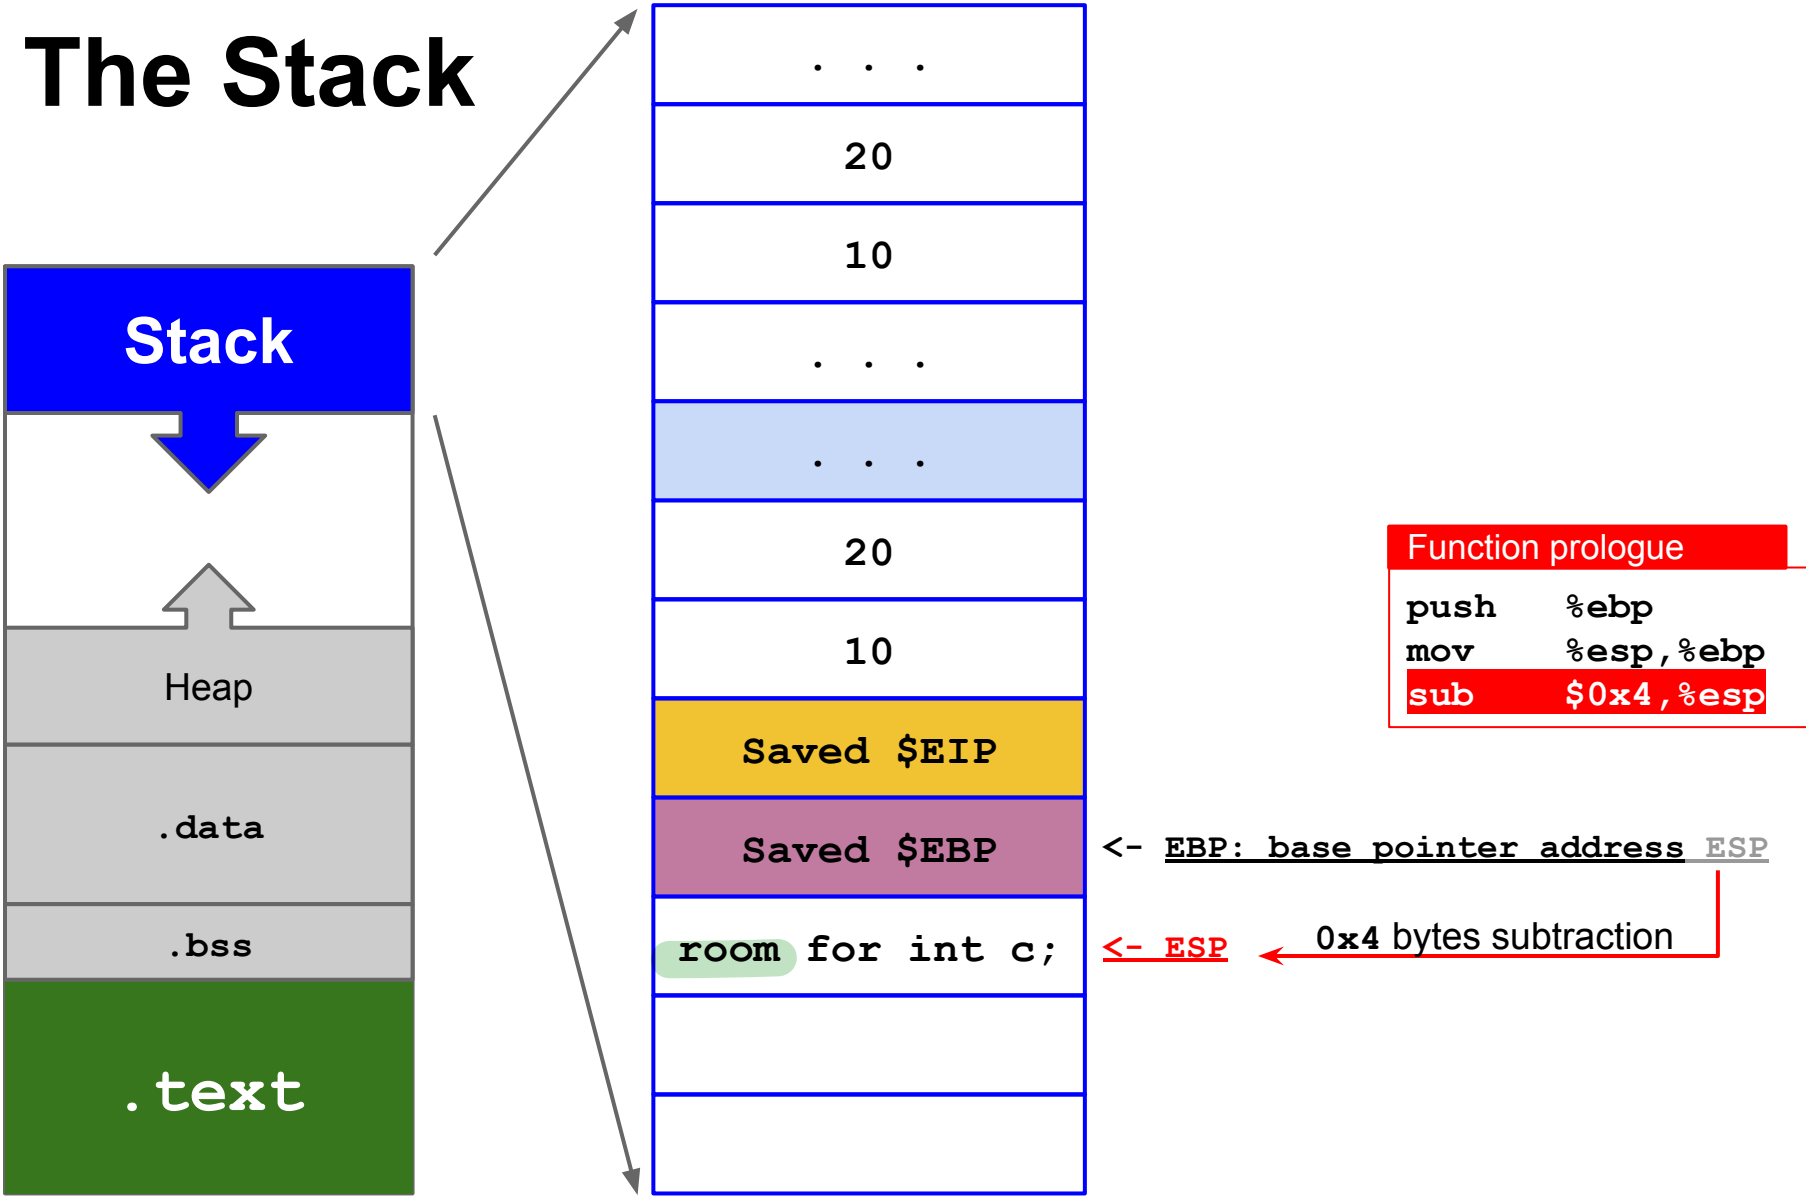 The Stack
Stack
Heap
.data
.bss
.text
. . .
20
10
. . .
. . .
20
10
Saved $EIP
Saved $EBP
room for int c;
<- EBP: base pointer address ESP
<- ESP
0x4 bytes subtraction
Function prologue
push %ebp
mov %esp,%ebp
sub $0x4,%esp